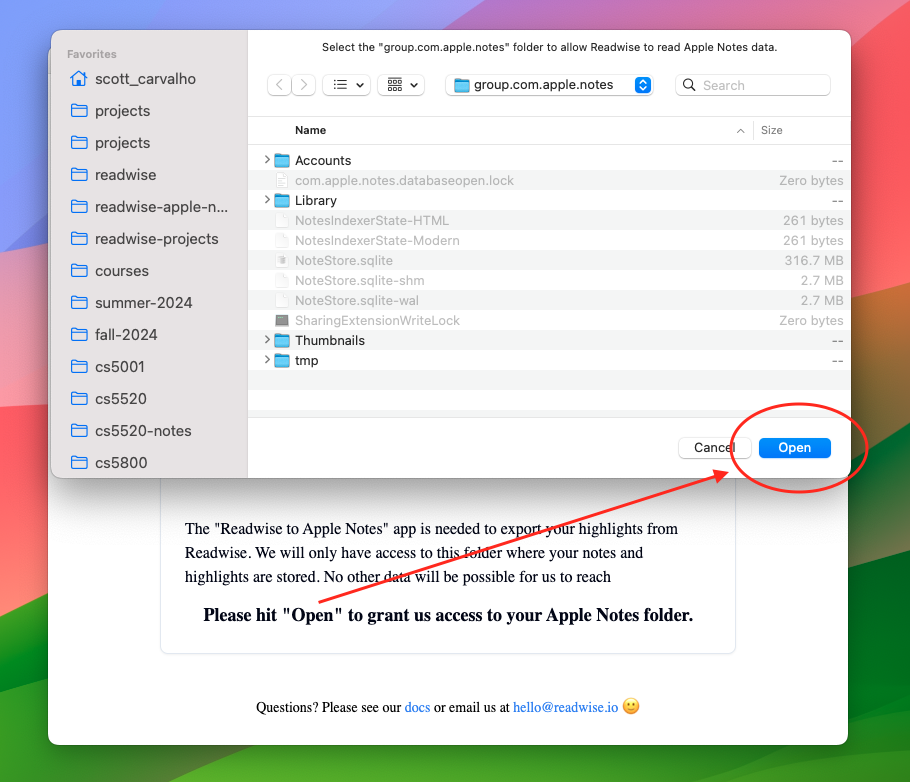 Select the "group.com.apple.notes" folder to allow Readwise to read Apple Notes data.
Favorites
scott_carvalho
projects
projects
readwise
readwise-apple-n...
readwise-projects
courses
summer-2024
fall-2024
cs5001
cs5520
cs5520-notes
cs5800
group.com.apple.notes
Search
Name Size
Accounts --
com.apple.notes.databaseopen.lock Zero bytes
Library --
NotesIndexerState-HTML 261 bytes
NotesIndexerState-Modern 261 bytes
NoteStore.sqlite 316.7 MB
NoteStore.sqlite-shm 2.7 MB
NoteStore.sqlite-wal 2.7 MB
SharingExtensionWriteLock Zero bytes
Thumbnails --
tmp --
Cancel Open
The "Readwise to Apple Notes" app is needed to export your highlights from
Readwise. We will only have access to this folder where your notes and
highlights are stored. No other data will be possible for us to reach
Please hit "Open" to grant us access to your Apple Notes folder.
Questions? Please see our docs or email us at hello@readwise.io 🙂